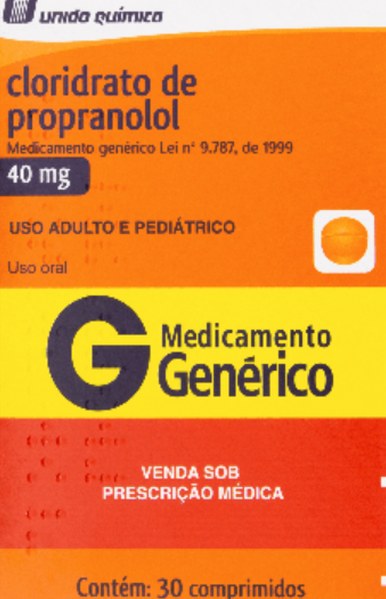 UNIÃO QUÍMICA
cloridrato de
propranolol
Medicamento genérico Lei nº 9.787, de 1999
40 mg
USO ADULTO E PEDIÁTRICO
Uso oral
G
Medicamento
Genérico
VENDA SOB
PRESCRIÇÃO MÉDICA
Contém: 30 comprimidos